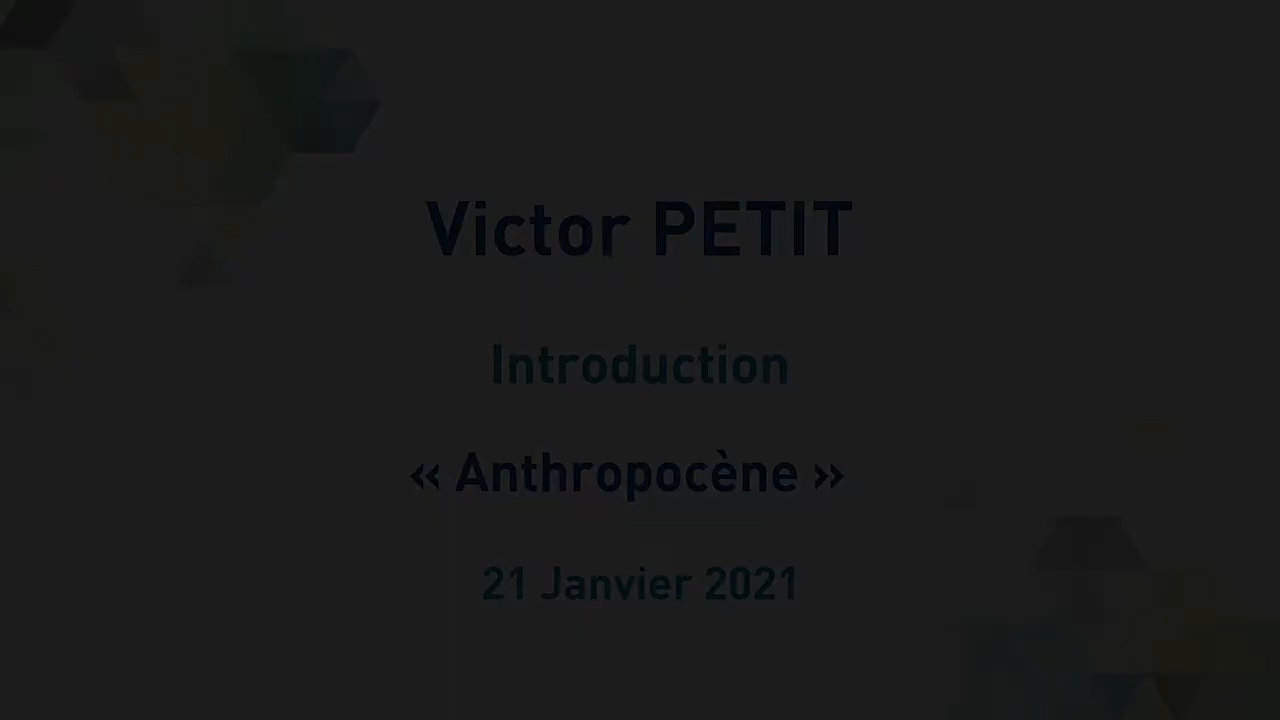 Victor PETIT
Introduction
« Anthropocène »
21 Janvier 2021